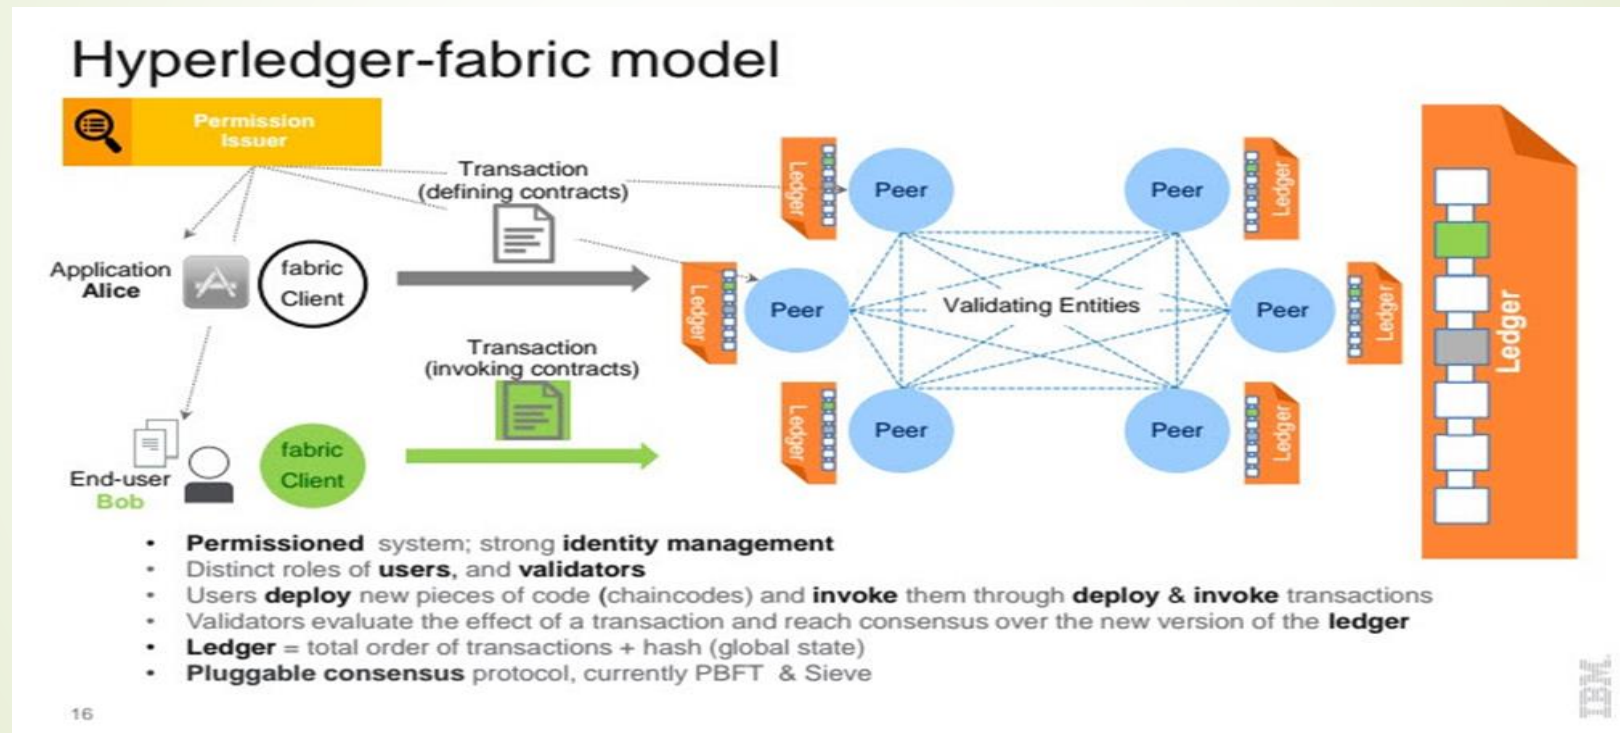 Hyperledger-fabric model
Permission
Issuer
Transaction
(defining contracts)
Application
Alice
fabric
Client
Transaction
(invoking contracts)
End-user
Bob
fabric
Client
Ledger
Peer
Peer
Ledger
Ledger
Peer
Validating Entities
Peer
Ledger
Ledger
Peer
Peer
Ledger
Ledger
• Permissioned system; strong identity management
• Distinct roles of users, and validators
• Users deploy new pieces of code (chaincodes) and invoke them through deploy & invoke transactions
• Validators evaluate the effect of a transaction and reach consensus over the new version of the ledger
• Ledger = total order of transactions + hash (global state)
• Pluggable consensus protocol, currently PBFT & Sieve
16
IBM